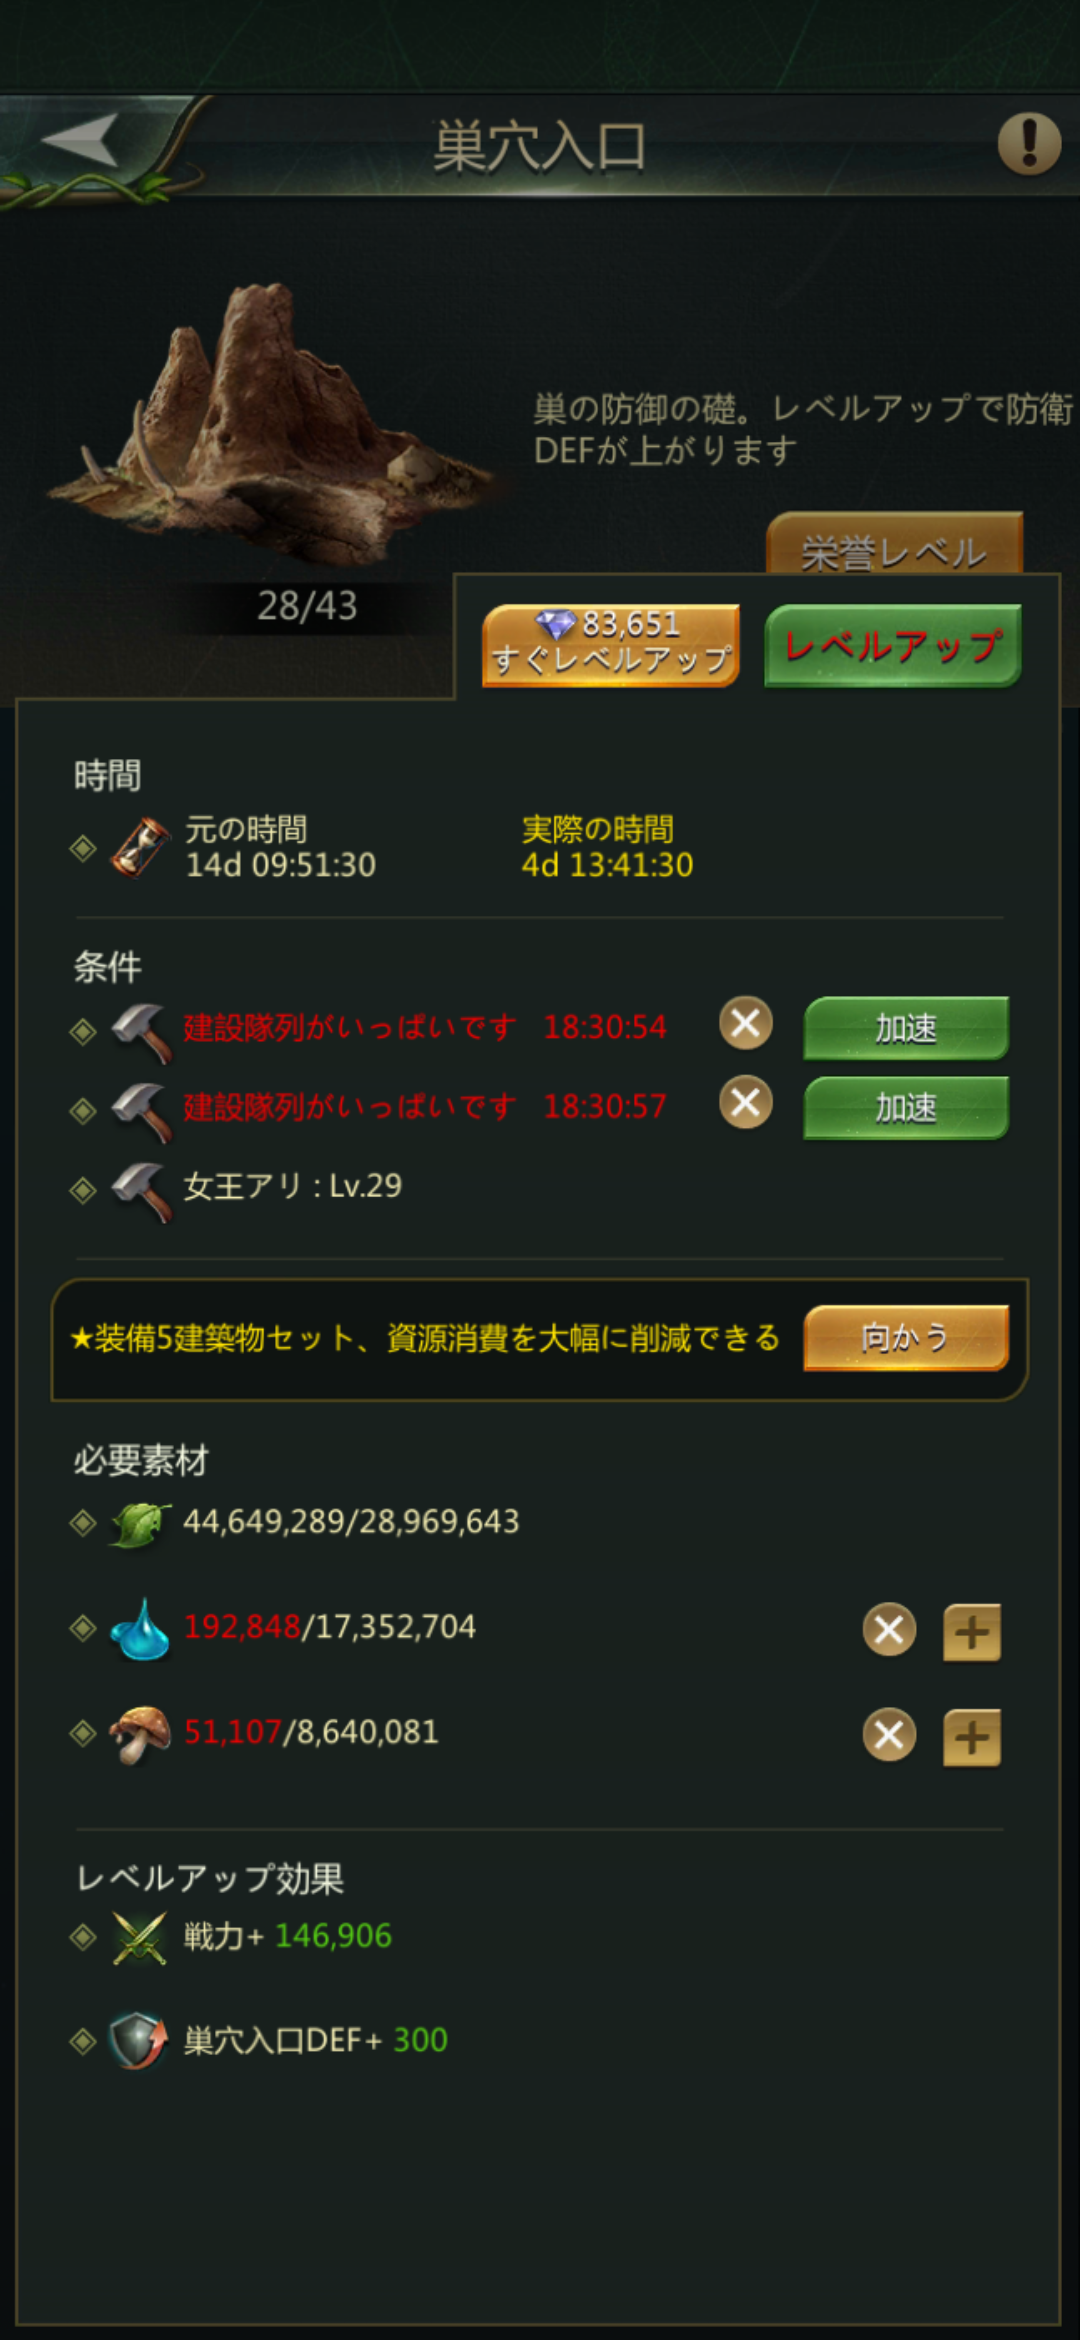 巣穴入口
巣の防御の礎。レベルアップで防衛
DEFが上がります
栄誉レベル
28/43
83,651
すぐレベルアップ
レベルアップ
時間
元の時間 実際の時間
14d 09:51:30 4d 13:41:30
条件
建設隊列がいっぱいです 18:30:54 加速
建設隊列がいっぱいです 18:30:57 加速
女王アリ : Lv.29
★装備5建築物セット、資源消費を大幅に削減できる 向かう
必要素材
44,649,289/28,969,643
192,848/17,352,704
51,107/8,640,081
レベルアップ効果
戦力+ 146,906
巣穴入口DEF+ 300